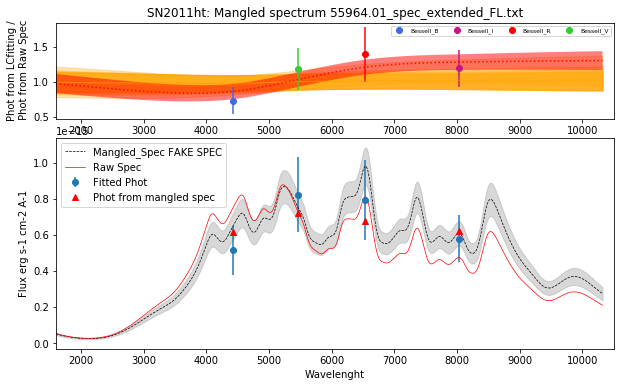 SN2011ht: Mangled spectrum 55964.01_spec_extended_FL.txt
Phot from LCfitting /
Phot from Raw Spec
1.5
1.0
0.5
Bessell_B
Bessell_I
Bessell_R
Bessell_V
2000 3000 4000 5000 6000 7000 8000 9000 10000
Flux erg s-1 cm-2 A-1
1.0
0.8
0.6
0.4
0.2
0.0
Mangled_Spec FAKE SPEC
Raw Spec
Fitted Phot
Phot from mangled spec
2000 3000 4000 5000 6000 7000 8000 9000 10000
Wavelenght